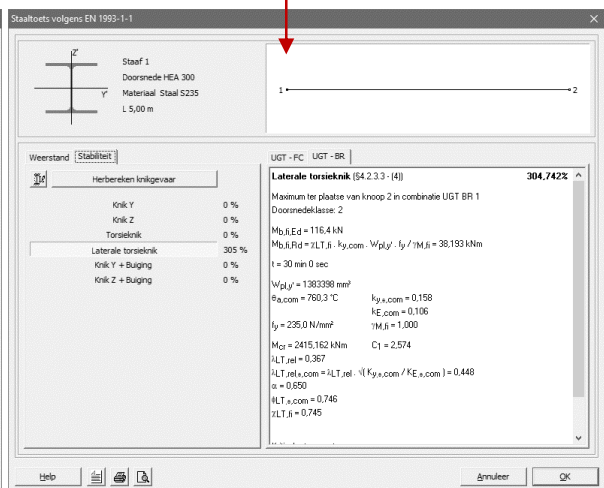 Staaltoets volgens EN 1993-1-1
×
Z'
Y'
Staaf 1
Doorsnede HEA 300
Materiaal Staal S235
L 5,00 m
1
2
Weerstand Stabiliteit
Herbereken knikgevaar
Knik Y 0 %
Knik Z 0 %
Torsieknik 0 %
Laterale torsieknik 305 %
Knik Y + Buiging 0 %
Knik Z + Buiging 0 %
UGT - FC UGT - BR
Laterale torsieknik (§4.2.3.3 - (4)) 304,742%
Maximum ter plaatse van knoop 2 in combinatie UGT BR 1
Doorsnedeklasse: 2
Mb,fi,Ed = 116,4 kN
Mb,fi,Rd = χLT,fi . ky,com . Wpl,y' . fy / γM,fi = 38,193 kNm
t = 30 min 0 sec
Wpl,y' = 1383398 mm³
θa,com = 760,3 °C ky,θ,com = 0,158
kE,com = 0,106
fy = 235,0 N/mm² γM,fi = 1,000
Mcr = 2415,162 kNm C1 = 2,574
λLT,rel = 0,367
λLT,rel,θ,com = λLT,rel . √( Ky,θ,com / KE,θ,com ) = 0,448
α = 0,650
ϕLT,θ,com = 0,746
χLT,fi = 0,745
Help
Annuleer
OK